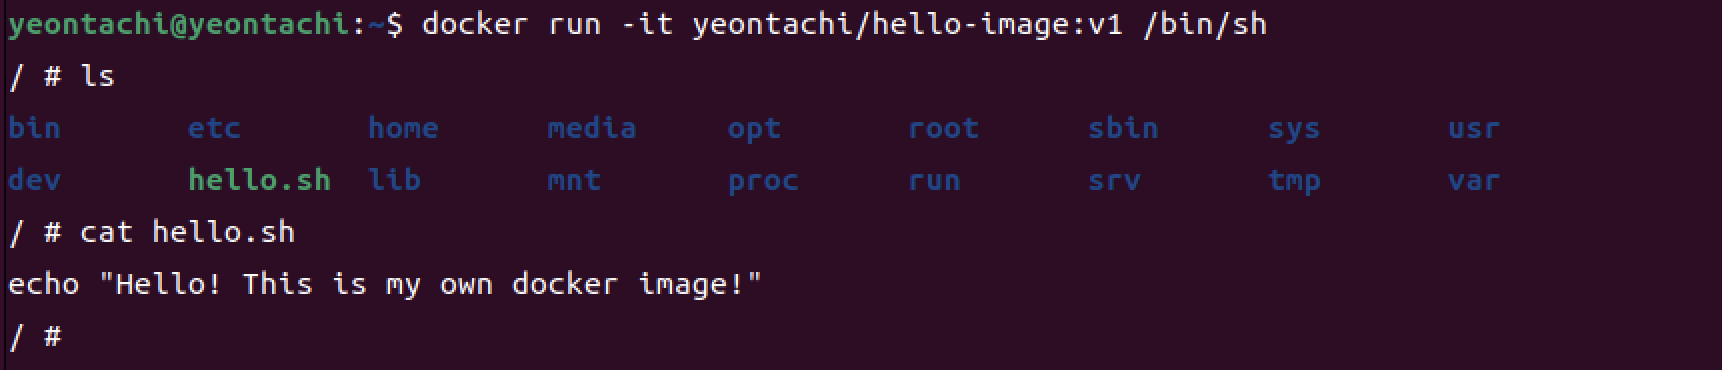 yeontachi@yeontachi:~$ docker run -it yeontachi/hello-image:v1 /bin/sh
/ # ls
bin etc home media opt root sbin sys usr
dev hello.sh lib mnt proc run srv tmp var
/ # cat hello.sh
echo "Hello! This is my own docker image!"
/ #